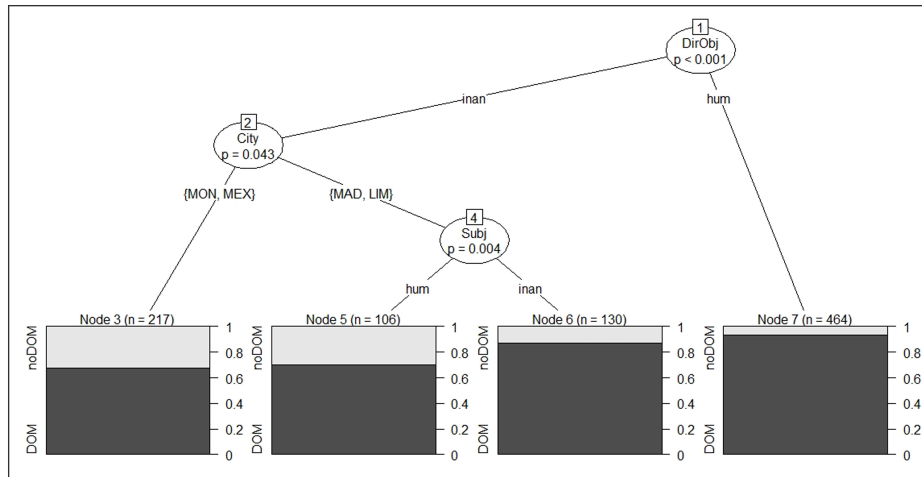 1
DirObj
p < 0.001
inan
hum
2
City
p = 0.043
{MON, MEX}
{MAD, LIM}
4
Subj
p = 0.004
hum
inan
Node 3 (n = 217)
noDOM
DOM
1
0.8
0.6
0.4
0.2
0
Node 5 (n = 106)
noDOM
DOM
1
0.8
0.6
0.4
0.2
0
Node 6 (n = 130)
noDOM
DOM
1
0.8
0.6
0.4
0.2
0
Node 7 (n = 464)
noDOM
DOM
1
0.8
0.6
0.4
0.2
0